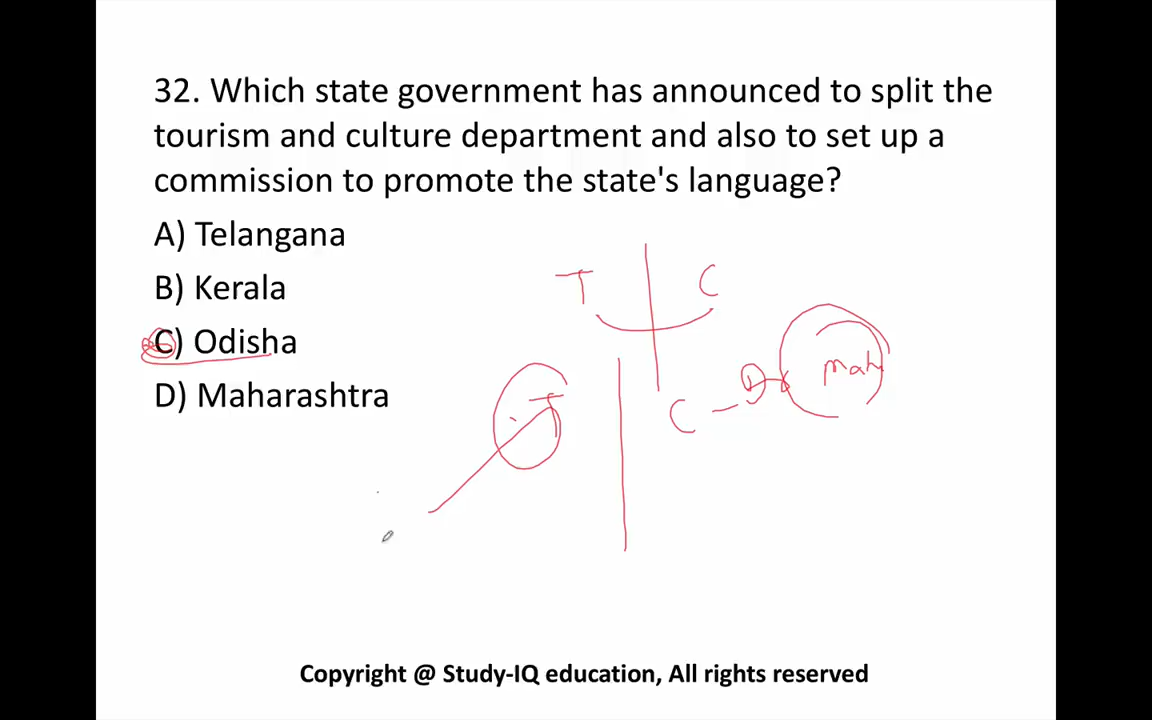 32. Which state government has announced to split the
tourism and culture department and also to set up a
commission to promote the state's language?
A) Telangana
B) Kerala
C) Odisha
D) Maharashtra
T C
T C D Mah
Copyright @ Study-IQ education, All rights reserved